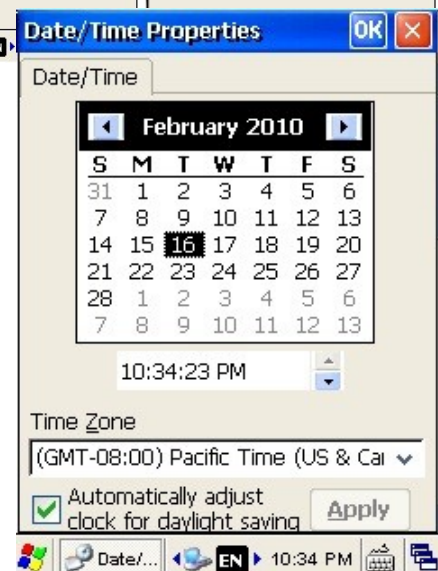 Date/Time Properties OK
Date/Time
February 2010
S M T W T F S
31 1 2 3 4 5 6
7 8 9 10 11 12 13
14 15 16 17 18 19 20
21 22 23 24 25 26 27
28 1 2 3 4 5 6
7 8 9 10 11 12 13
10:34:23 PM
Time Zone
(GMT-08:00) Pacific Time (US & Ca
Automatically adjust
clock for daylight saving
Apply
Date/... EN 10:34 PM